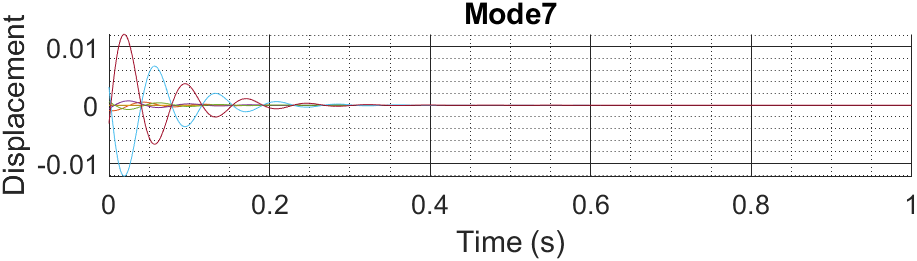 Mode7
Displacement
0.01
0
-0.01
0 0.2 0.4 0.6 0.8 1
Time (s)